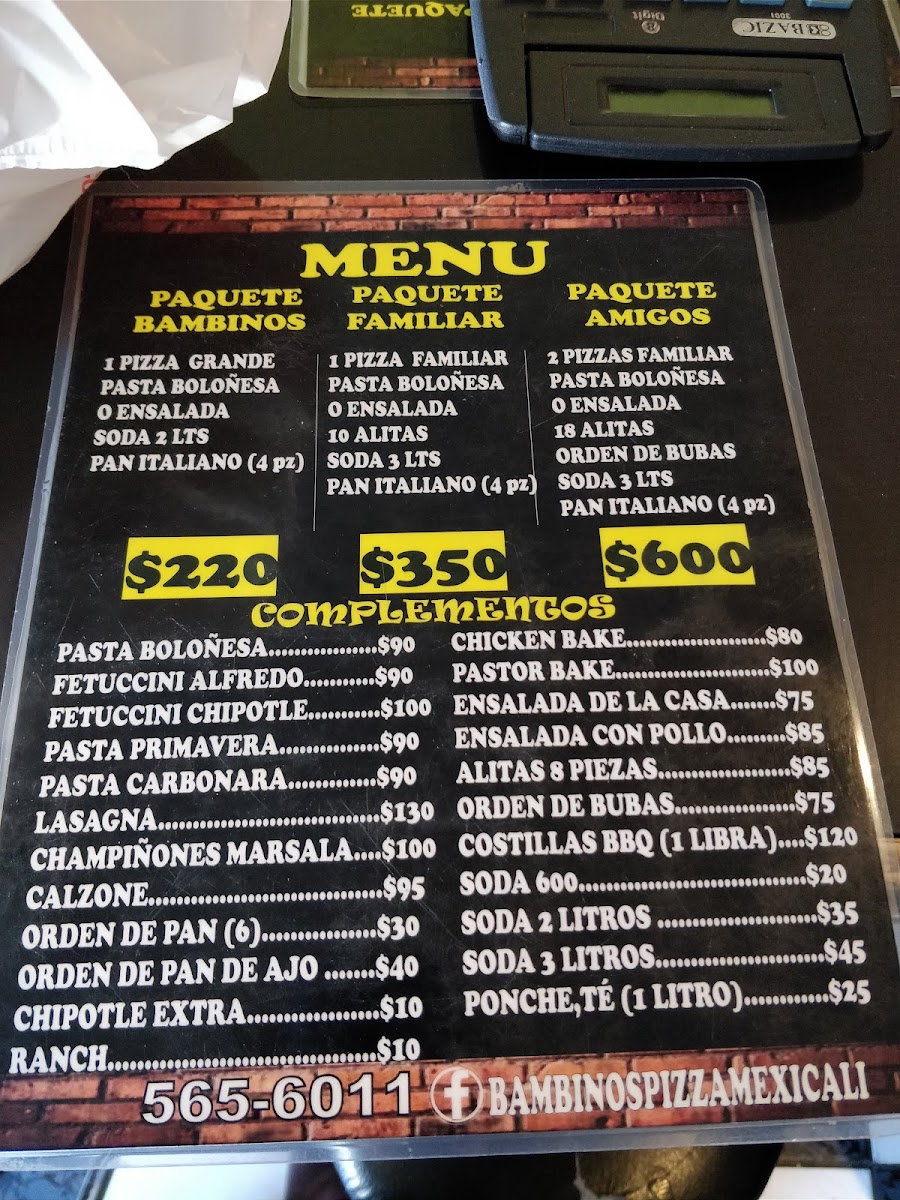 PAQUETE
Digit
BAZIC
3001
MENU
PAQUETE
BAMBINOS
1 PIZZA GRANDE
PASTA BOLOÑESA
O ENSALADA
SODA 2 LTS
PAN ITALIANO (4 pz)
$220
PAQUETE
FAMILIAR
1 PIZZA FAMILIAR
PASTA BOLOÑESA
O ENSALADA
10 ALITAS
SODA 3 LTS
PAN ITALIANO (4 pz)
$350
PAQUETE
AMIGOS
2 PIZZAS FAMILIAR
PASTA BOLOÑESA
O ENSALADA
18 ALITAS
ORDEN DE BUBAS
SODA 3 LTS
PAN ITALIANO (4 pz)
$600
COMPLEMENTOS
PASTA BOLOÑESA..................$90
FETUCCINI ALFREDO............$90
FETUCCINI CHIPOTLE............$100
PASTA PRIMAVERA.................$90
PASTA CARBONARA...............$90
LASAGNA.....................................$130
CHAMPIÑONES MARSALA....$100
CALZONE.......................................$95
ORDEN DE PAN (6)...................$30
ORDEN DE PAN DE AJO .......$40
CHIPOTLE EXTRA......................$10
RANCH............................................$10
CHICKEN BAKE........................$80
PASTOR BAKE..........................$100
ENSALADA DE LA CASA.......$75
ENSALADA CON POLLO.........$85
ALITAS 8 PIEZAS......................$85
ORDEN DE BUBAS...................$75
COSTILLAS BBQ (1 LIBRA)....$120
SODA 600.....................................$20
SODA 2 LITROS .........................$35
SODA 3 LITROS...........................$45
PONCHE,TÉ (1 LITRO).............$25
565-6011 f BAMBINOSPIZZAMEXICALI